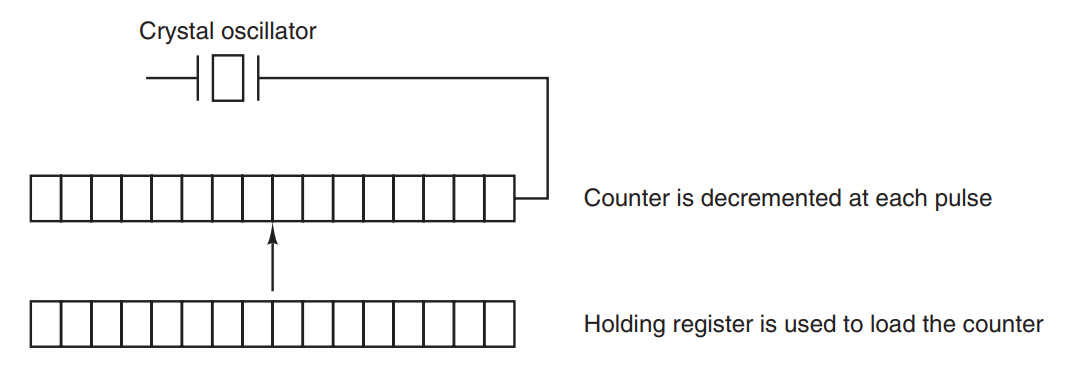 Crystal oscillator
Counter is decremented at each pulse
Holding register is used to load the counter